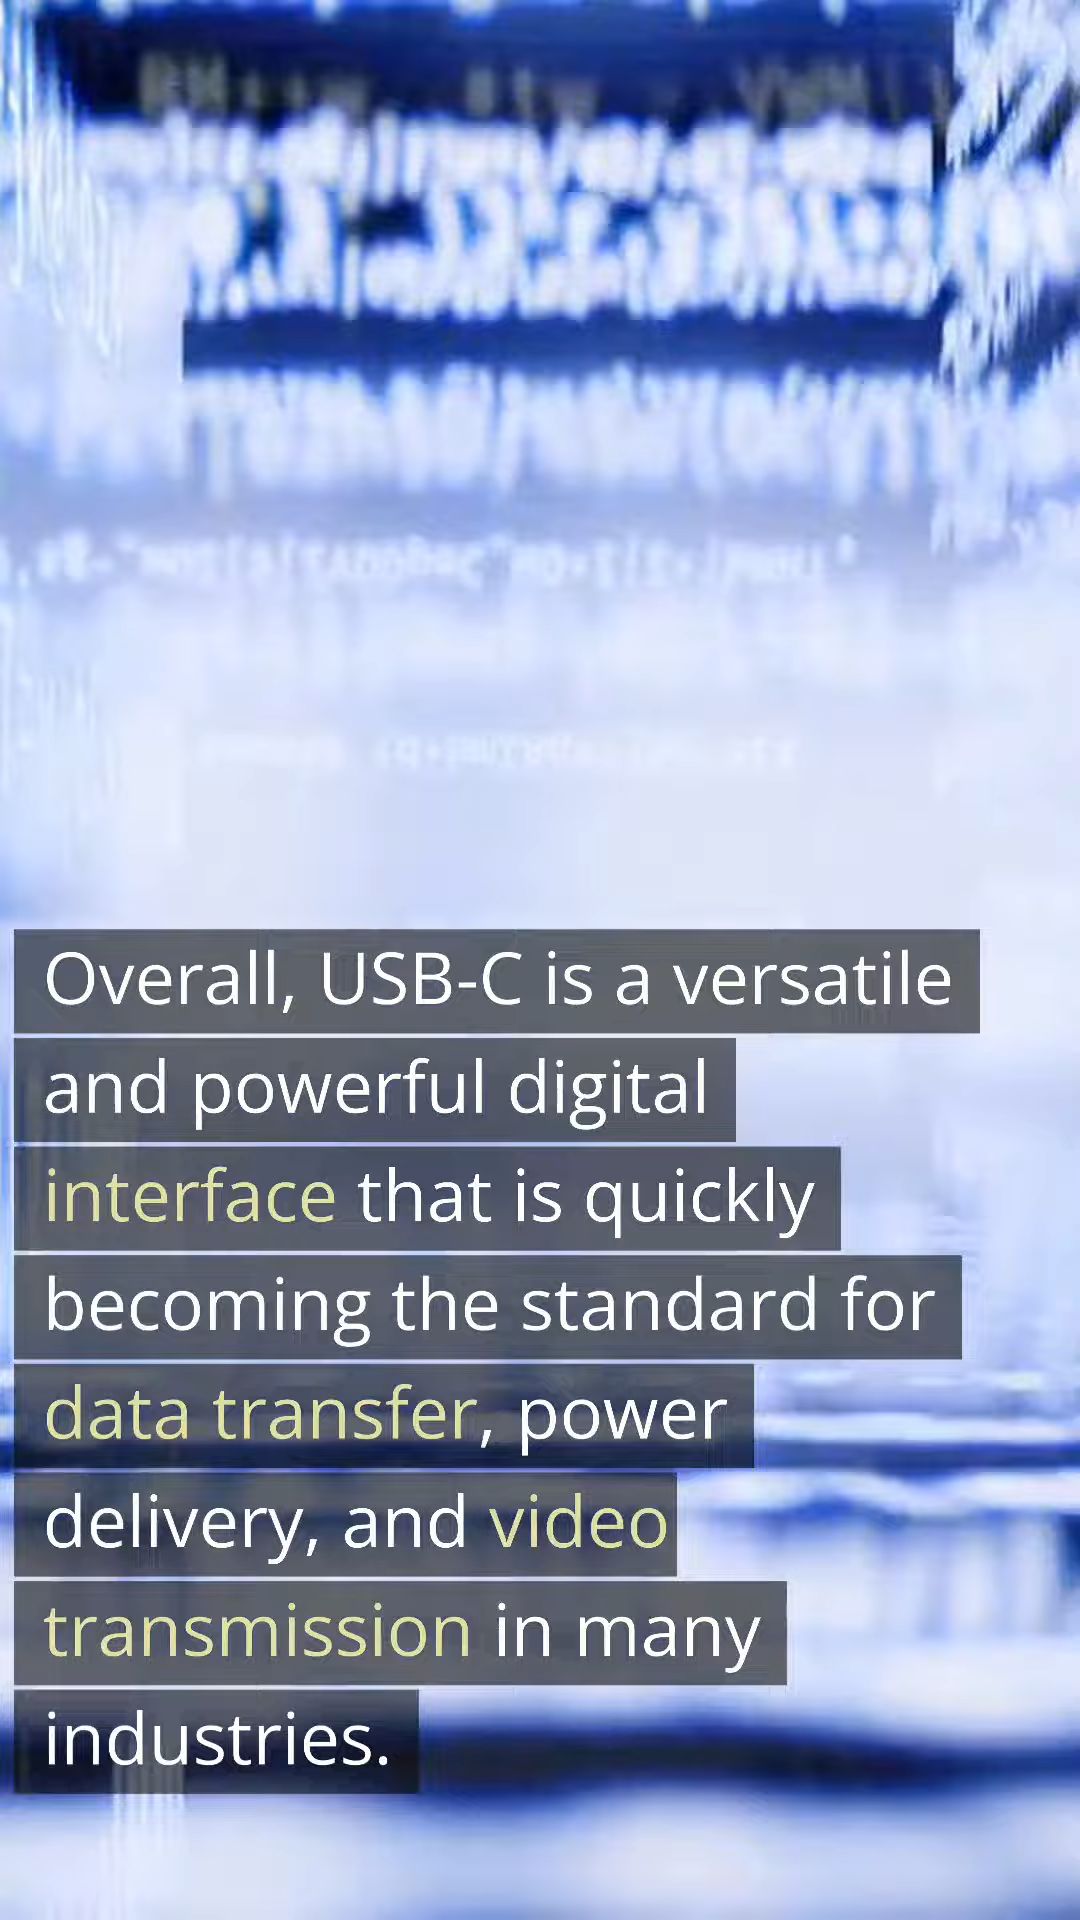 Overall, USB-C is a versatile
and powerful digital
interface that is quickly
becoming the standard for
data transfer, power
delivery, and video
transmission in many
industries.